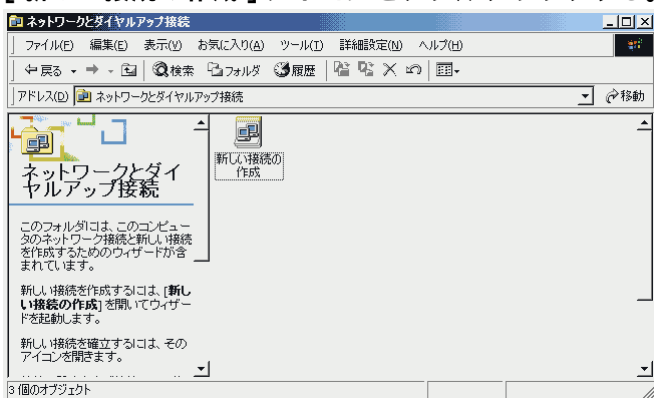 ネットワークとダイヤルアップ接続
ファイル(F) 編集(E) 表示(V) お気に入り(A) ツール(T) 詳細設定(N) ヘルプ(H)
戻る 検索 フォルダ 履歴
アドレス(D) ネットワークとダイヤルアップ接続 移動
ネットワークとダイ
ヤルアップ接続
このフォルダには、このコンピュー
タのネットワーク接続と新しい接続
を作成するためのウィザードが含
まれています。
新しい接続を作成するには、[新し
い接続の作成] を開いてウィザー
ドを起動します。
新しい接続を確立するには、その
アイコンを開きます。
新しい接続の
作成
3 個のオブジェクト